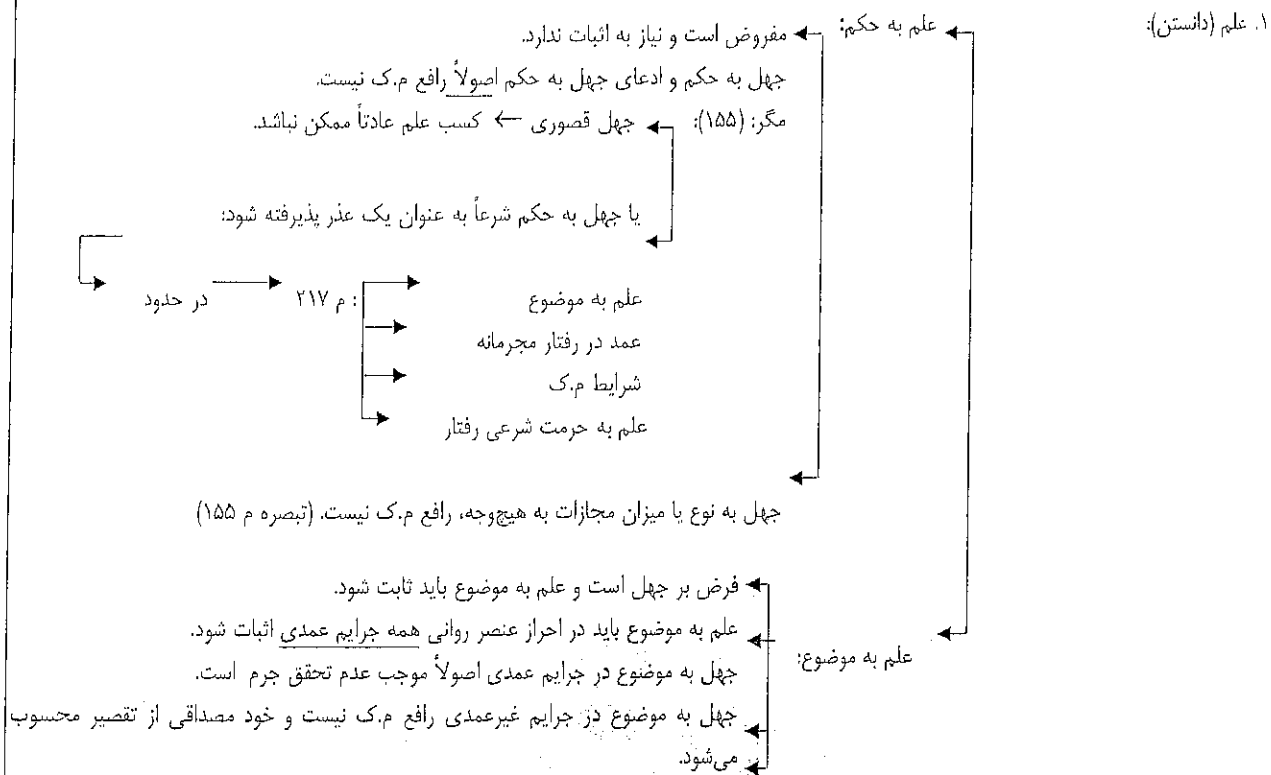 ۱. علم (دانستن):
علم به حکم:
مفروض است و نیاز به اثبات ندارد.
جهل به حکم و ادعای جهل به حکم اصولاً رافع م.ک نیست.
مگر: (۱۵۵): جهل قصوری ← کسب علم عادتاً ممکن نباشد.
یا جهل به حکم شرعاً به عنوان یک عذر پذیرفته شود:
در حدود
م ۲۱۷ :
علم به موضوع
عمد در رفتار مجرمانه
شرایط م.ک
علم به حرمت شرعی رفتار
جهل به نوع یا میزان مجازات به هیچ‌وجه، رافع م.ک نیست. (تبصره م ۱۵۵)
علم به موضوع:
فرض بر جهل است و علم به موضوع باید ثابت شود.
علم به موضوع باید در احراز عنصر روانی همه جرایم عمدی اثبات شود.
جهل به موضوع در جرایم عمدی اصولاً موجب عدم تحقق جرم است.
جهل به موضوع در جرایم غیرعمدی رافع م.ک نیست و خود مصداقی از تقصیر محسوب
می‌شود.